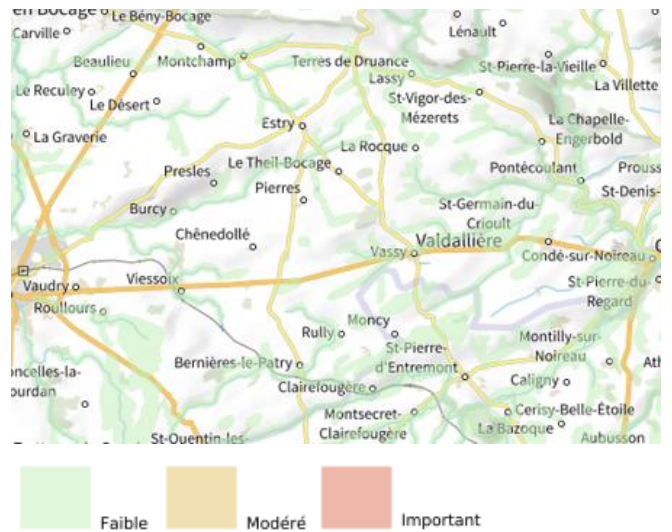 en Bocage
Le Bény-Bocage
Carville
Lénault
Beaulieu
Montchamp
Terres de Druance
Lassy
St-Pierre-la-Vieille
La Villette
Le Reculey
Le Désert
St-Vigor-des-
Mézerets
La Chapelle-
Engerbold
La Graverie
Estry
La Rocque
Le Theil-Bocage
Presles
Pierres
Pontécoulant
Prouss
St-Denis-
Burcy
St-Germain-du-
Crioult
Chênedollé
Vassy
Valdallière
Condé-sur-Noireau
Vaudry
Viessoix
St-Pierre-du-
Regard
Roullours
Rully
Moncy
St-Pierre-
d'Entremont
Montilly-sur-
Noireau
Bernières-le-Patry
Ath
oncelles-la-
ourdan
Clairefougère
Caligny
Montsecret-
Clairefougère
Cerisy-Belle-Étoile
La Bazoque
Aubusson
St-Quentin-les-
Faible
Modéré
Important